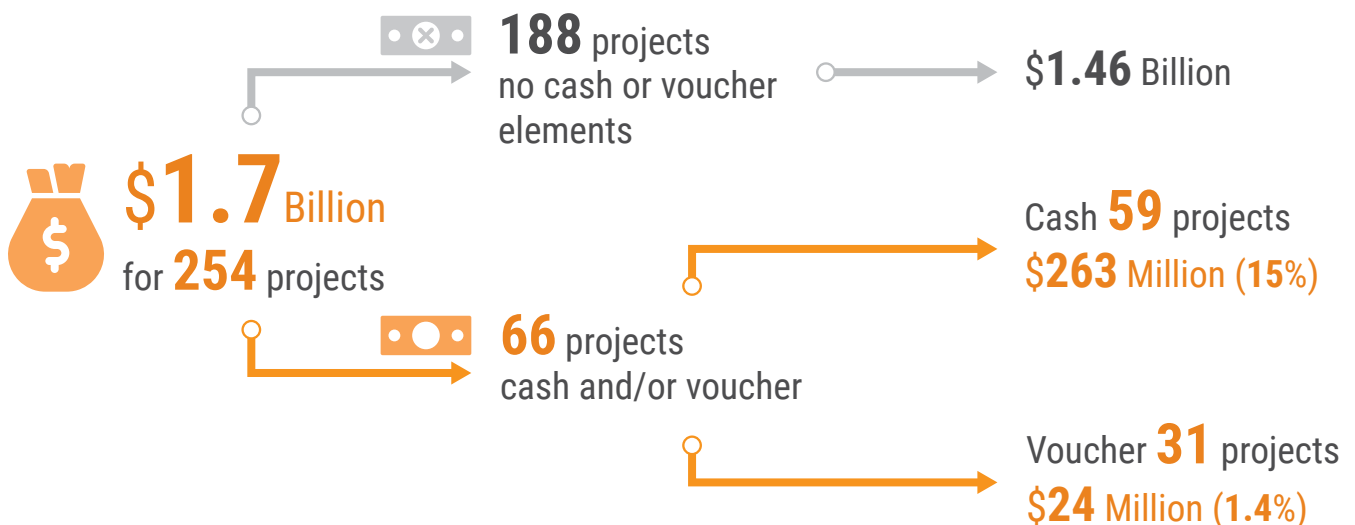 188 projects
no cash or voucher
elements
$1.46 Billion
$
$1.7 Billion
for 254 projects
Cash 59 projects
$263 Million (15%)
66 projects
cash and/or voucher
Voucher 31 projects
$24 Million (1.4%)